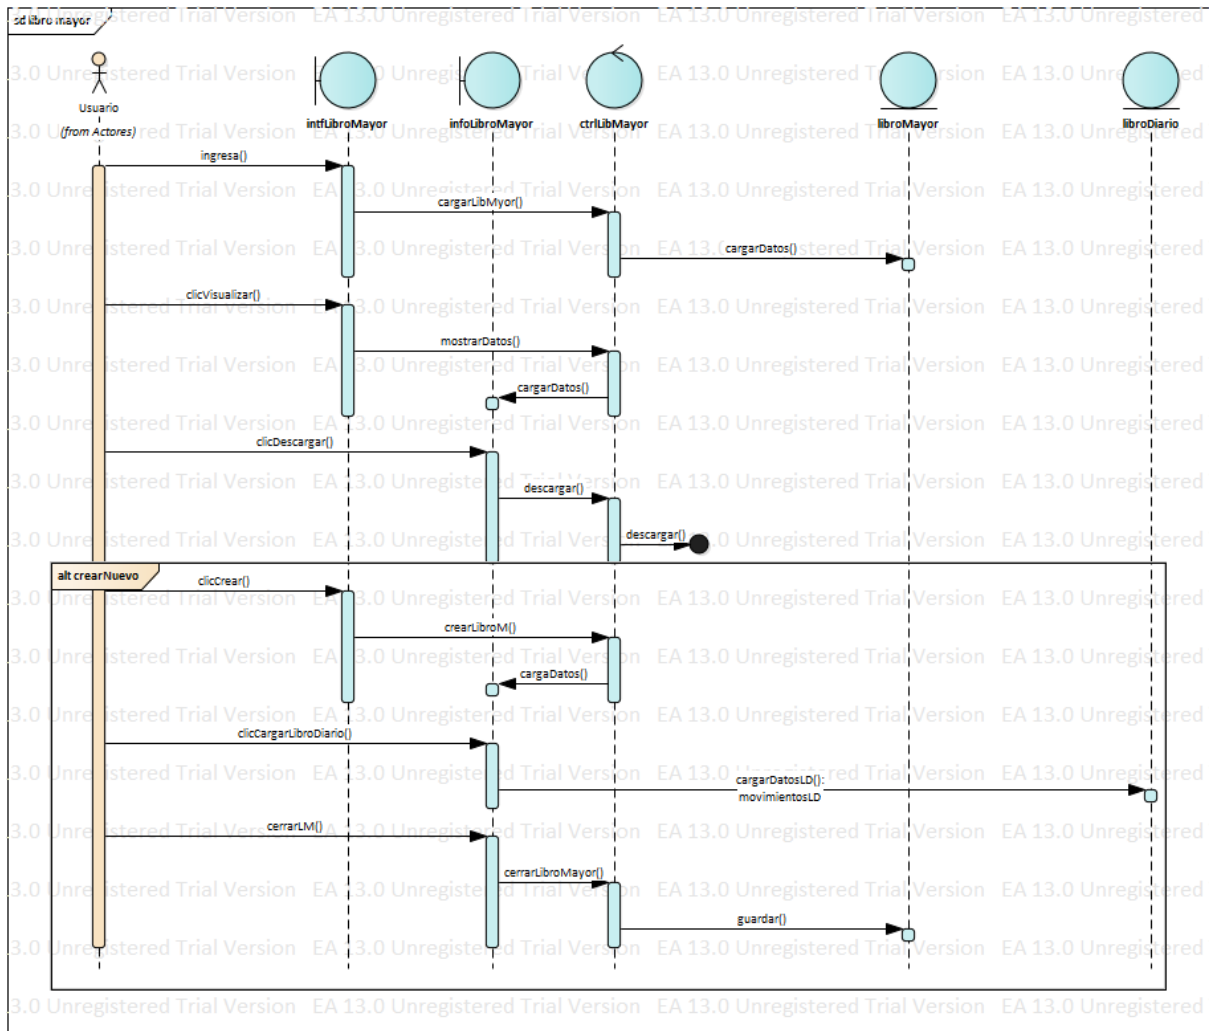 sd libro mayor
Usuario
(from Actores)
intfLibroMayor
infoLibroMayor
ctrlLibMayor
libroMayor
libroDiario
ingresa()
cargarLibMyor()
cargarDatos()
clicVisualizar()
mostrarDatos()
cargarDatos()
clicDescargar()
descargar()
descargar()
alt crearNuevo
clicCrear()
crearLibroM()
cargaDatos()
clicCargarLibroDiario()
cargarDatosLD():
movimientosLD
cerrarLM()
cerrarLibroMayor()
guardar()
EA 13.0 Unregistered Trial Version